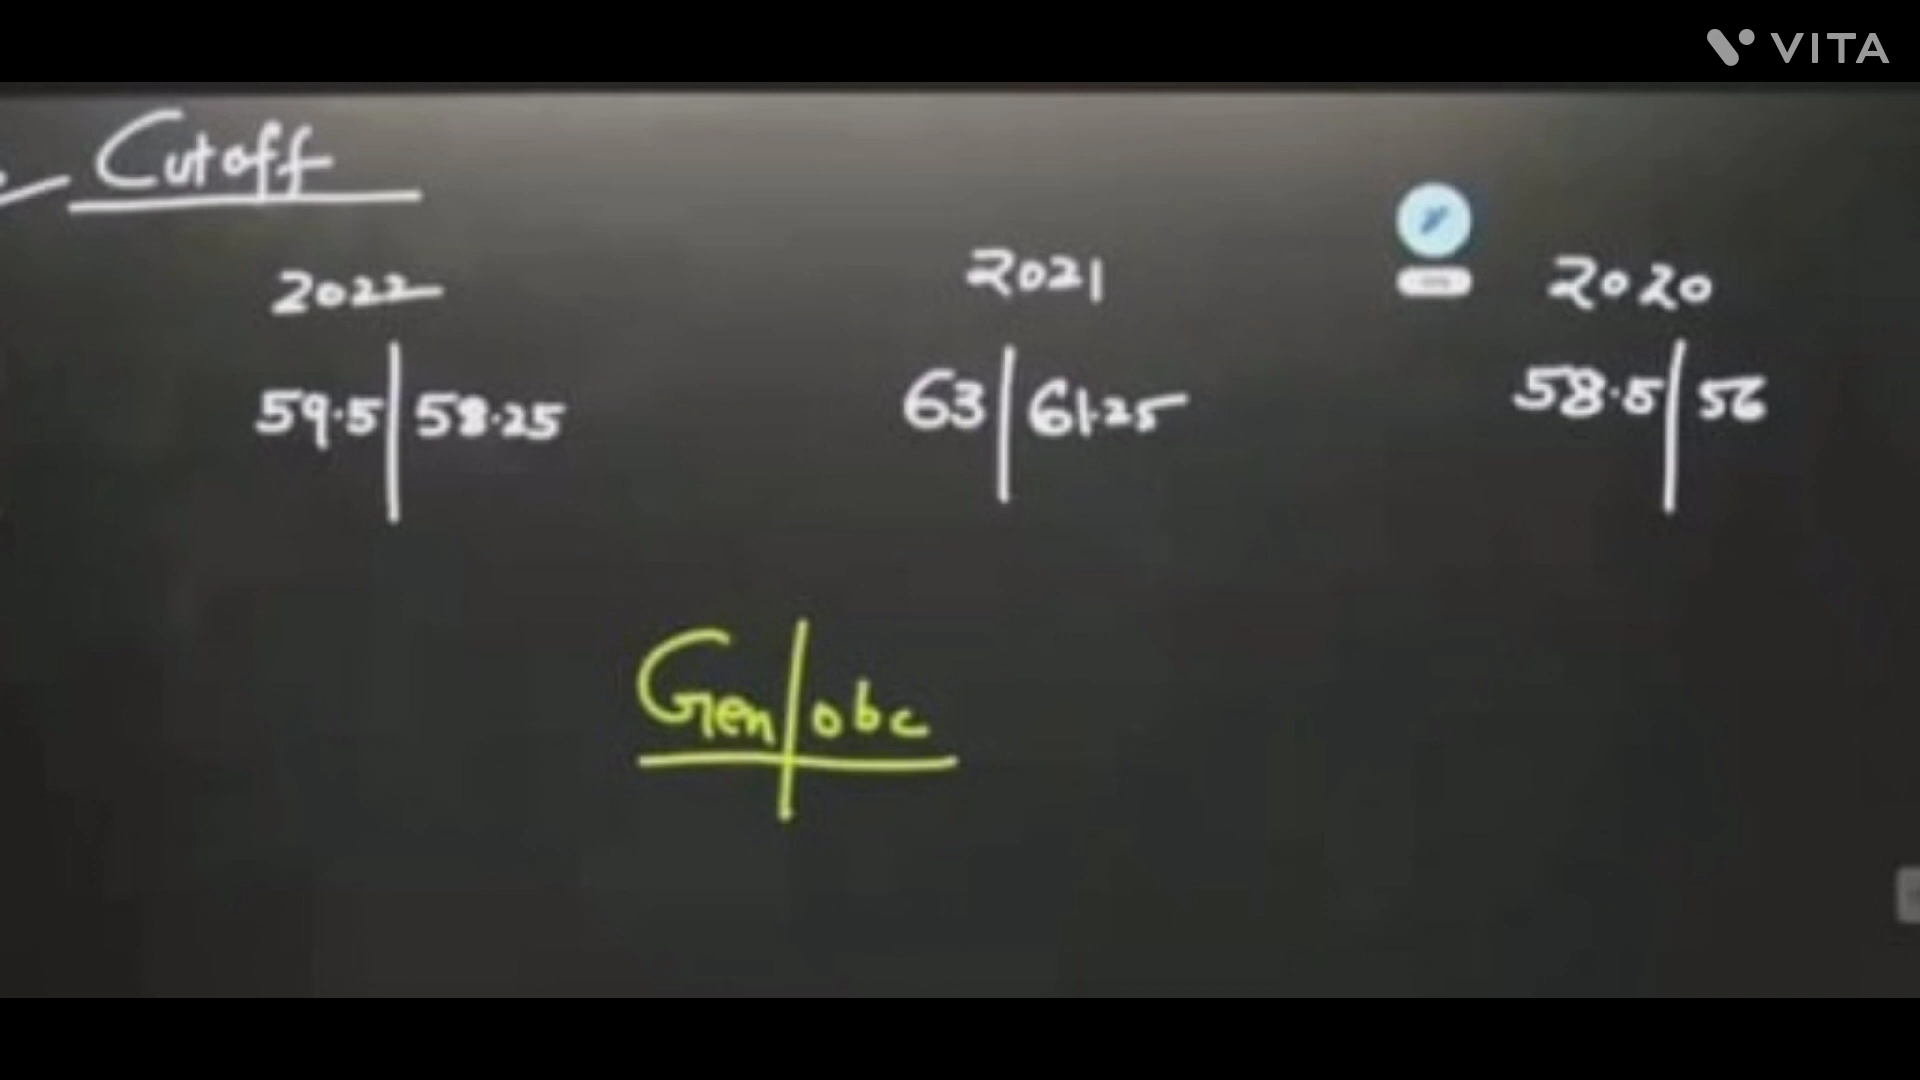 VITA
Cutoff
2022 2021 2020
59.5 | 58.25 63 | 61.25 58.5 | 56
Gen | obc